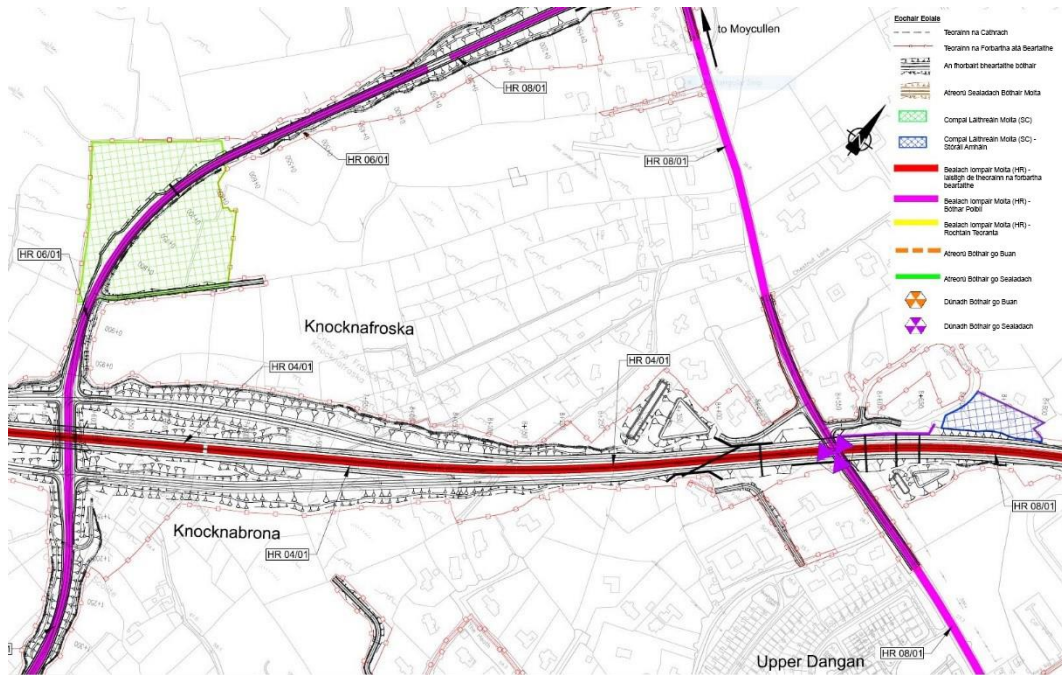 to Moycullen
HR 08/01
HR 06/01
HR 08/01
HR 06/01
Knocknafroska
HR 04/01
HR 04/01
Knocknabrona
HR 04/01
HR 08/01
Upper Dangan
HR 08/01
Eochair Eolais
Teorainn na Cathrach
Teorainn na Forbartha atá Beartaithe
An fhorbairt bheartaithe bóthair
Atreorú Sealadach Bóthair Molta
Compal Láithreáin Molta (SC)
Compal Láithreáin Molta (SC) -
Stóráil Amháin
Bealach Iompair Molta (HR) -
laistigh de theorainn na forbartha
beartaithe
Bealach Iompair Molta (HR) -
Bóthar Poiblí
Bealach Iompair Molta (HR) -
Rochtain Teoranta
Atreorú Bóthair go Buan
Atreorú Bóthair go Sealadach
Dúnadh Bóthair go Buan
Dúnadh Bóthair go Sealadach